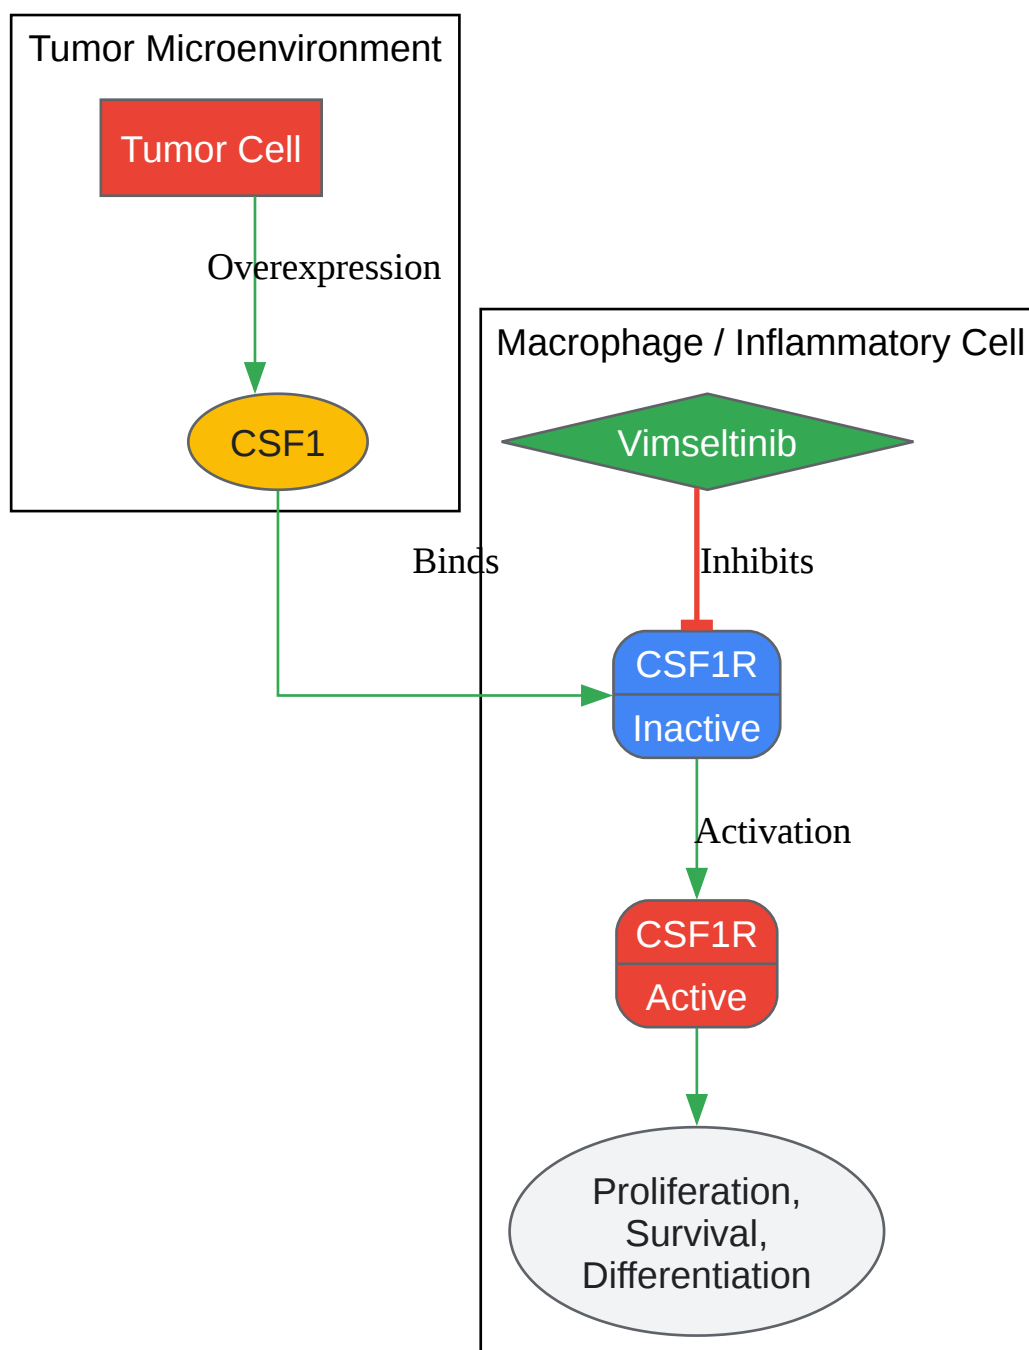 Tumor Microenvironment
Tumor Cell
Overexpression
CSF1
Macrophage / Inflammatory Cell
Vimseltinib
Binds
Inhibits
CSF1R
Inactive
Activation
CSF1R
Active
Proliferation,
Survival,
Differentiation